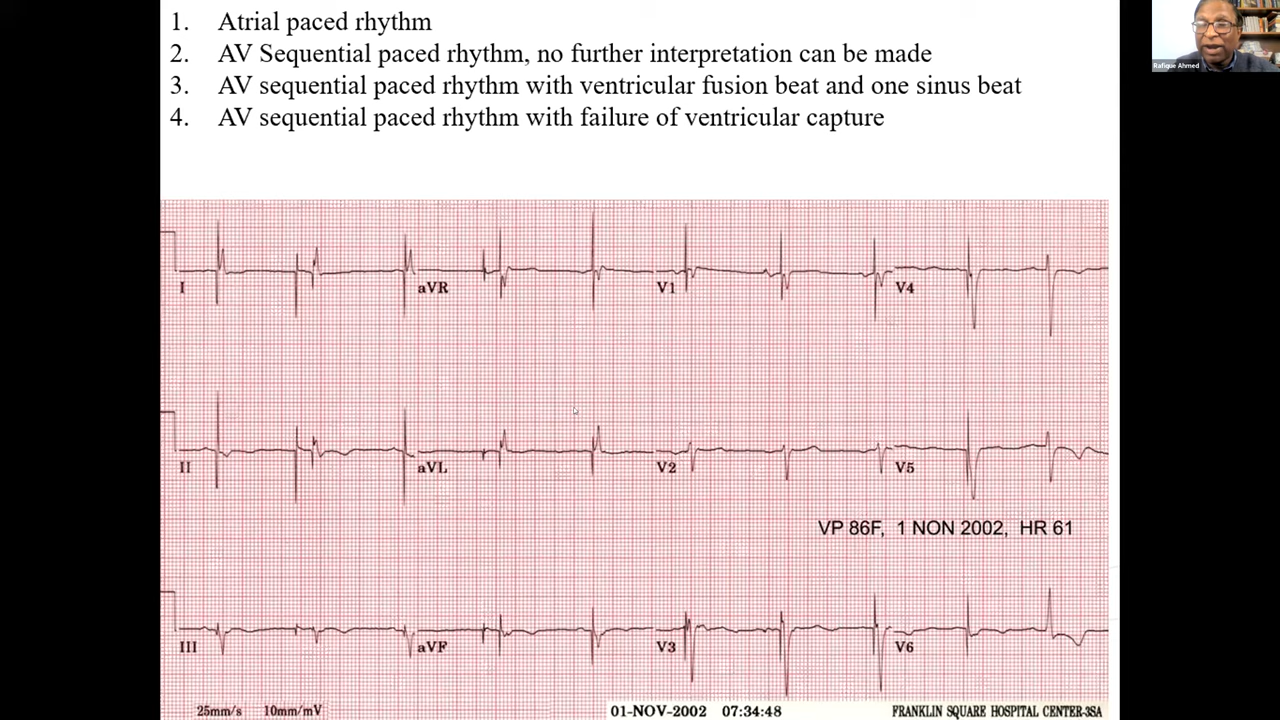 1. Atrial paced rhythm
2. AV Sequential paced rhythm, no further interpretation can be made
3. AV sequential paced rhythm with ventricular fusion beat and one sinus beat
4. AV sequential paced rhythm with failure of ventricular capture
Rafique Ahmed
I aVR V1 V4
II aVL V2 V5
VP 86F, 1 NON 2002, HR 61
III aVF V3 V6
25mm/s 10mm/mV 01-NOV-2002 07:34:48 FRANKLIN SQUARE HOSPITAL CENTER-3SA